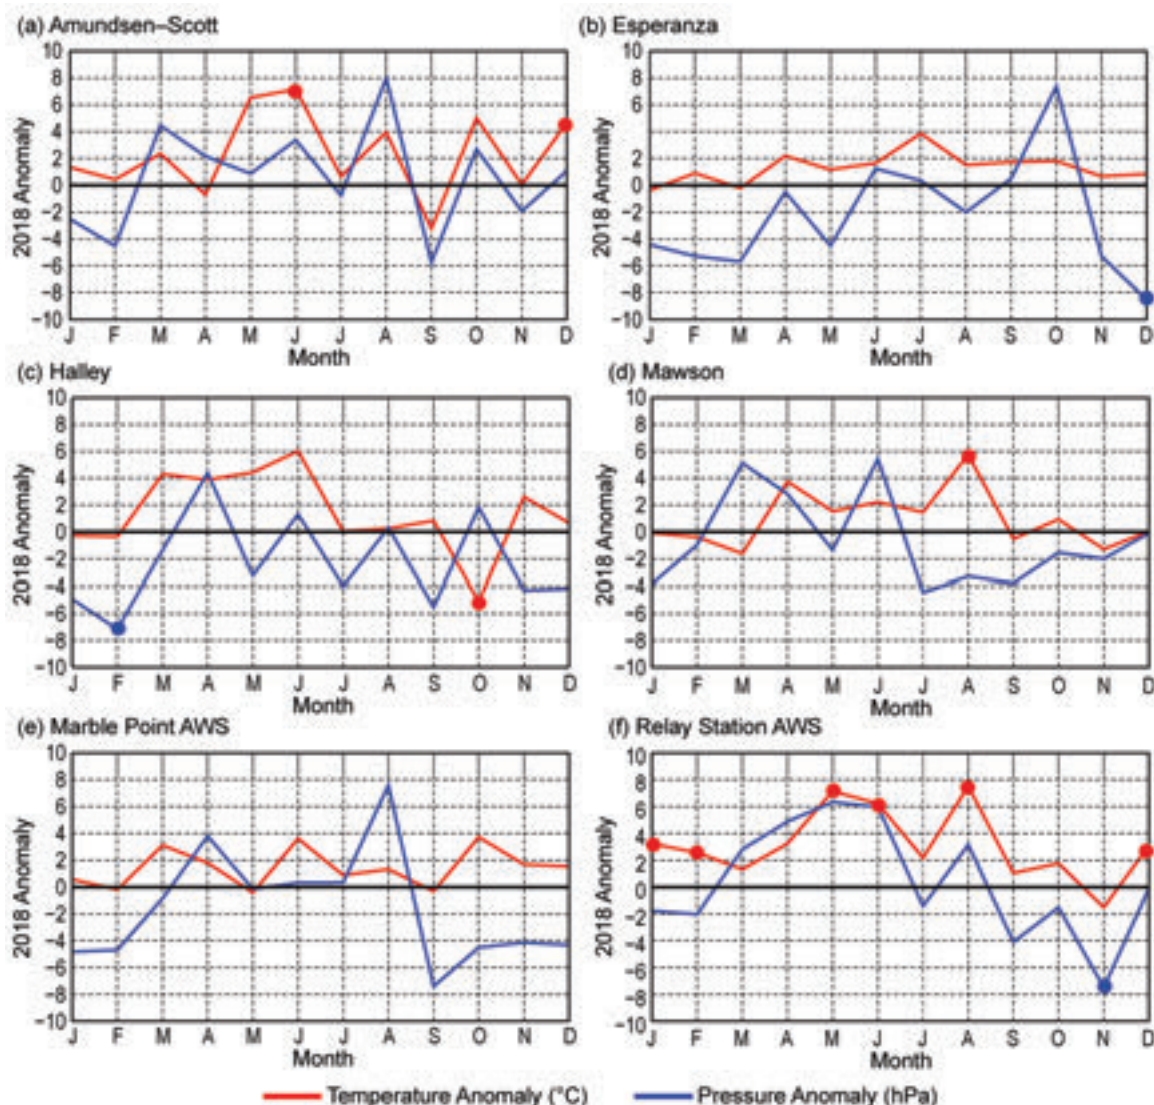 (a) Amundsen–Scott
(b) Esperanza
10
8
6
4
2
0
−2
−4
−6
−8
−10
2018 Anomaly
J F M A M J J A S O N D
Month
10
8
6
4
2
0
−2
−4
−6
−8
−10
2018 Anomaly
J F M A M J J A S O N D
Month
(c) Halley
(d) Mawson
10
8
6
4
2
0
−2
−4
−6
−8
−10
2018 Anomaly
J F M A M J J A S O N D
Month
10
8
6
4
2
0
−2
−4
−6
−8
−10
2018 Anomaly
J F M A M J J A S O N D
Month
(e) Marble Point AWS
(f) Relay Station AWS
10
8
6
4
2
0
−2
−4
−6
−8
−10
2018 Anomaly
J F M A M J J A S O N D
Month
10
8
6
4
2
0
−2
−4
−6
−8
−10
2018 Anomaly
J F M A M J J A S O N D
Month
Temperature Anomaly (°C)
Pressure Anomaly (hPa)